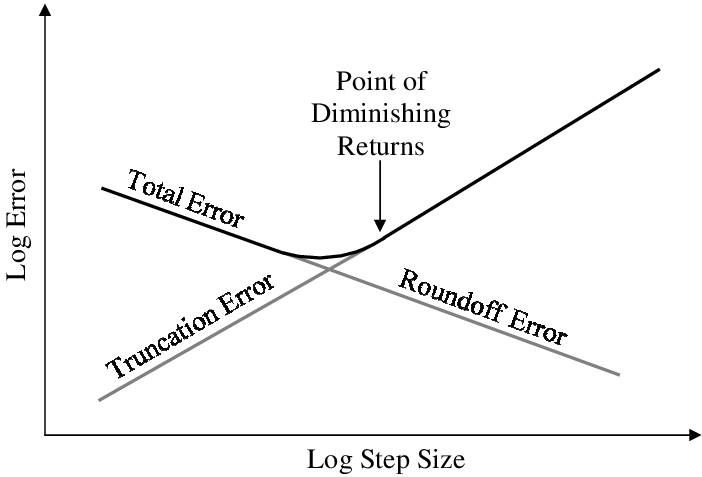 Point of
Diminishing
Returns
Total Error
Truncation Error
Roundoff Error
Log Error
Log Step Size